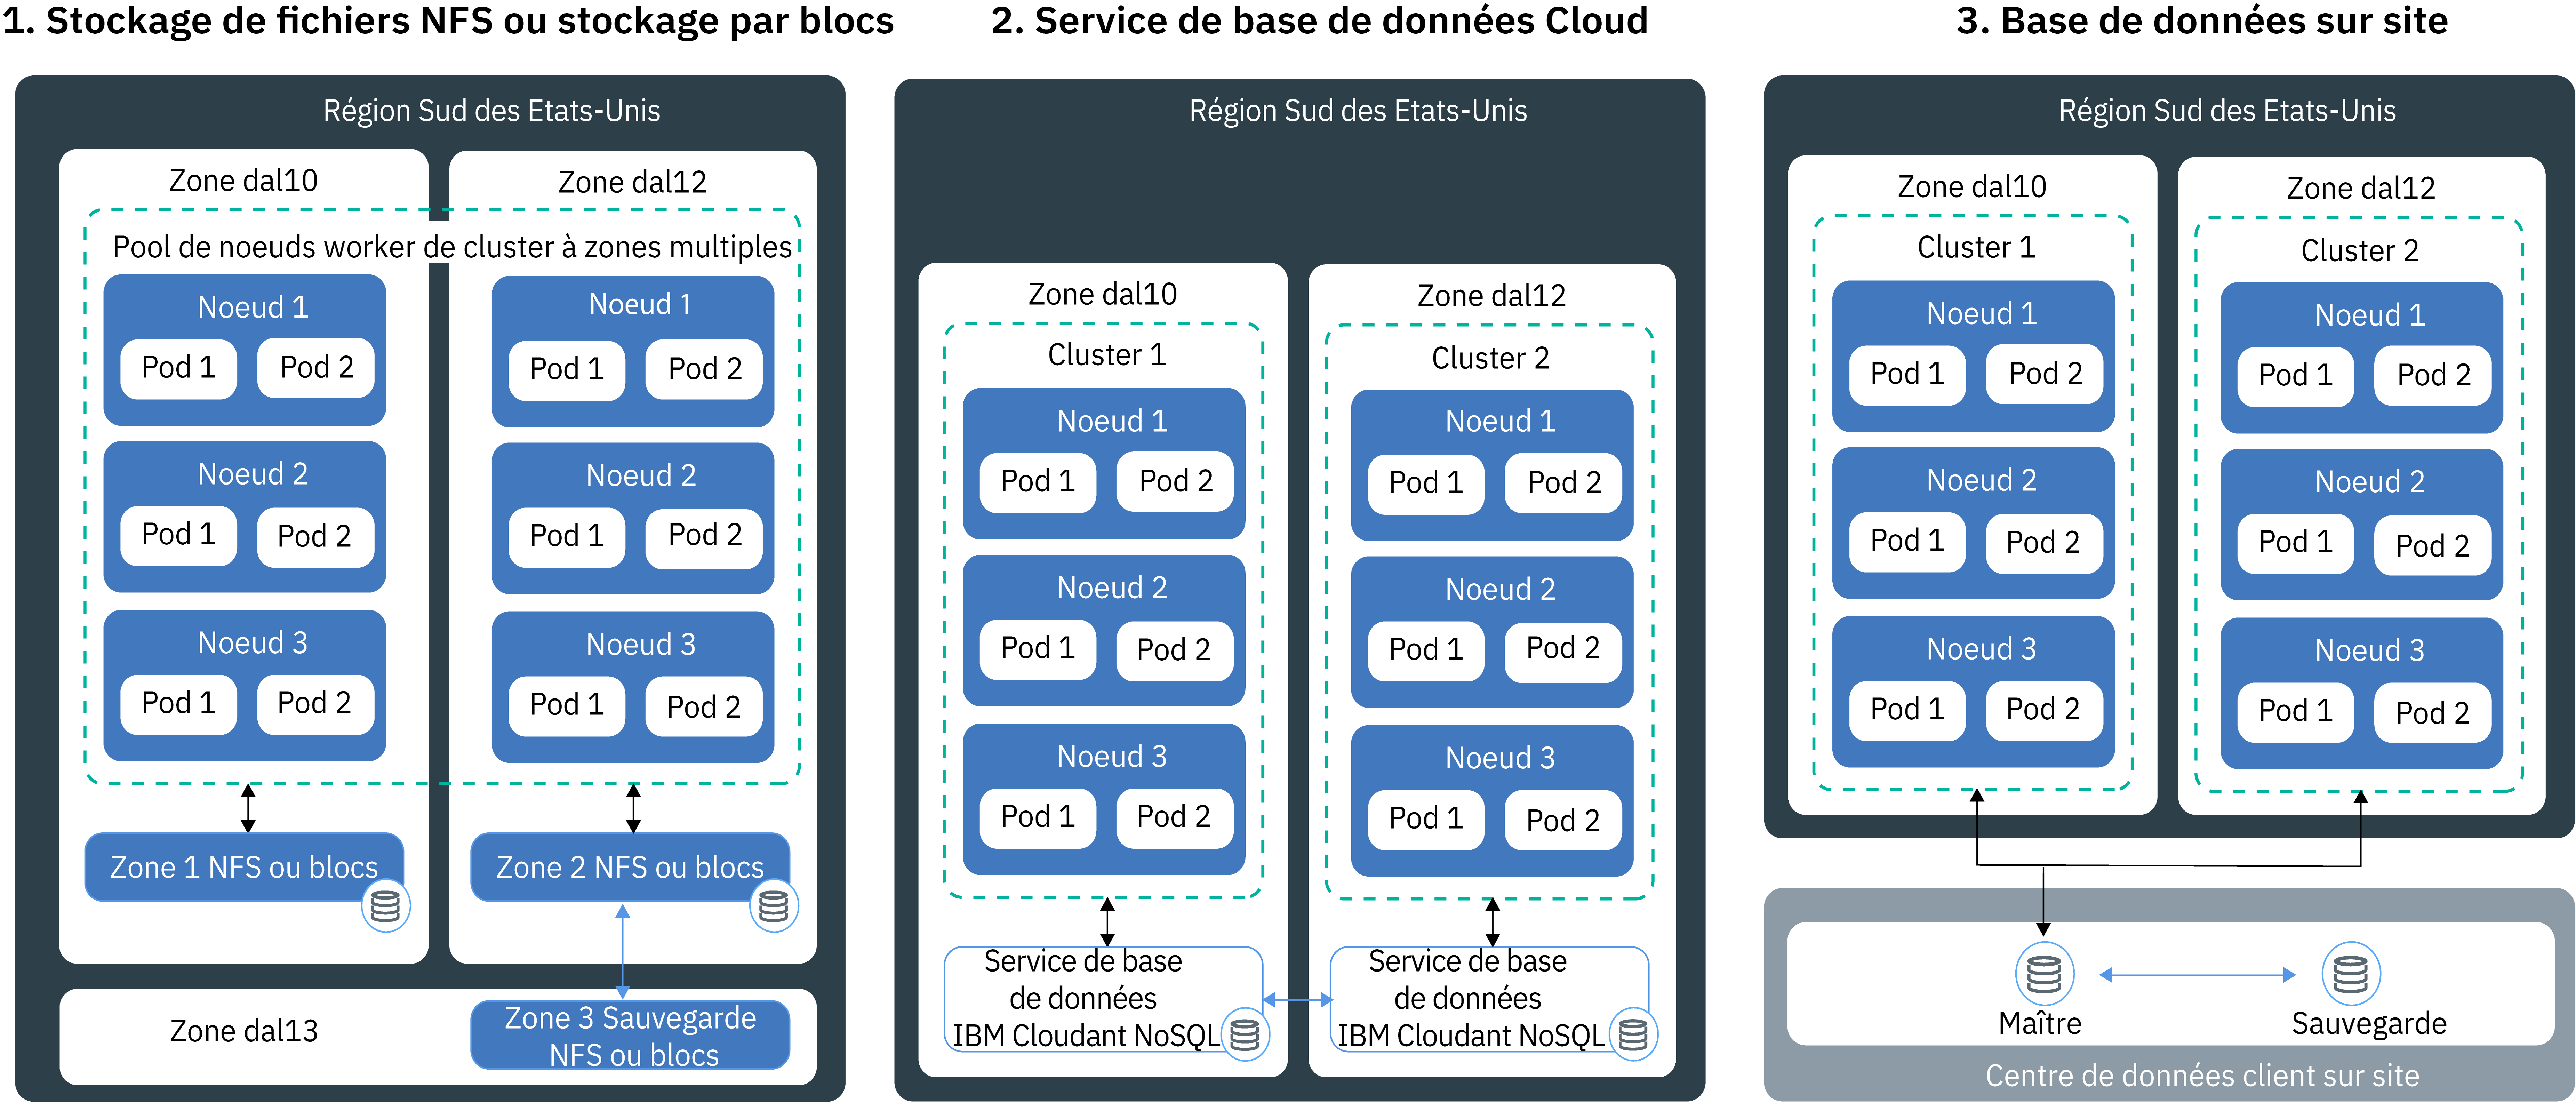 1. Stockage de fichiers NFS ou stockage par blocs
Région Sud des Etats-Unis
Zone dal10
Zone dal12
Pool de noeuds worker de cluster à zones multiples
Noeud 1
Pod 1
Pod 2
Noeud 1
Pod 1
Pod 2
Noeud 2
Pod 1
Pod 2
Noeud 2
Pod 1
Pod 2
Noeud 3
Pod 1
Pod 2
Noeud 3
Pod 1
Pod 2
Zone 1 NFS ou blocs
Zone 2 NFS ou blocs
Zone dal13
Zone 3 Sauvegarde
NFS ou blocs
2. Service de base de données Cloud
Région Sud des Etats-Unis
Zone dal10
Cluster 1
Noeud 1
Pod 1
Pod 2
Noeud 2
Pod 1
Pod 2
Noeud 3
Pod 1
Pod 2
Service de base
de données
IBM Cloudant NoSQL
Zone dal12
Cluster 2
Noeud 1
Pod 1
Pod 2
Noeud 2
Pod 1
Pod 2
Noeud 3
Pod 1
Pod 2
Service de base
de données
IBM Cloudant NoSQL
3. Base de données sur site
Région Sud des Etats-Unis
Zone dal10
Cluster 1
Noeud 1
Pod 1
Pod 2
Noeud 2
Pod 1
Pod 2
Noeud 3
Pod 1
Pod 2
Zone dal12
Cluster 2
Noeud 1
Pod 1
Pod 2
Noeud 2
Pod 1
Pod 2
Noeud 3
Pod 1
Pod 2
Maître
Sauvegarde
Centre de données client sur site